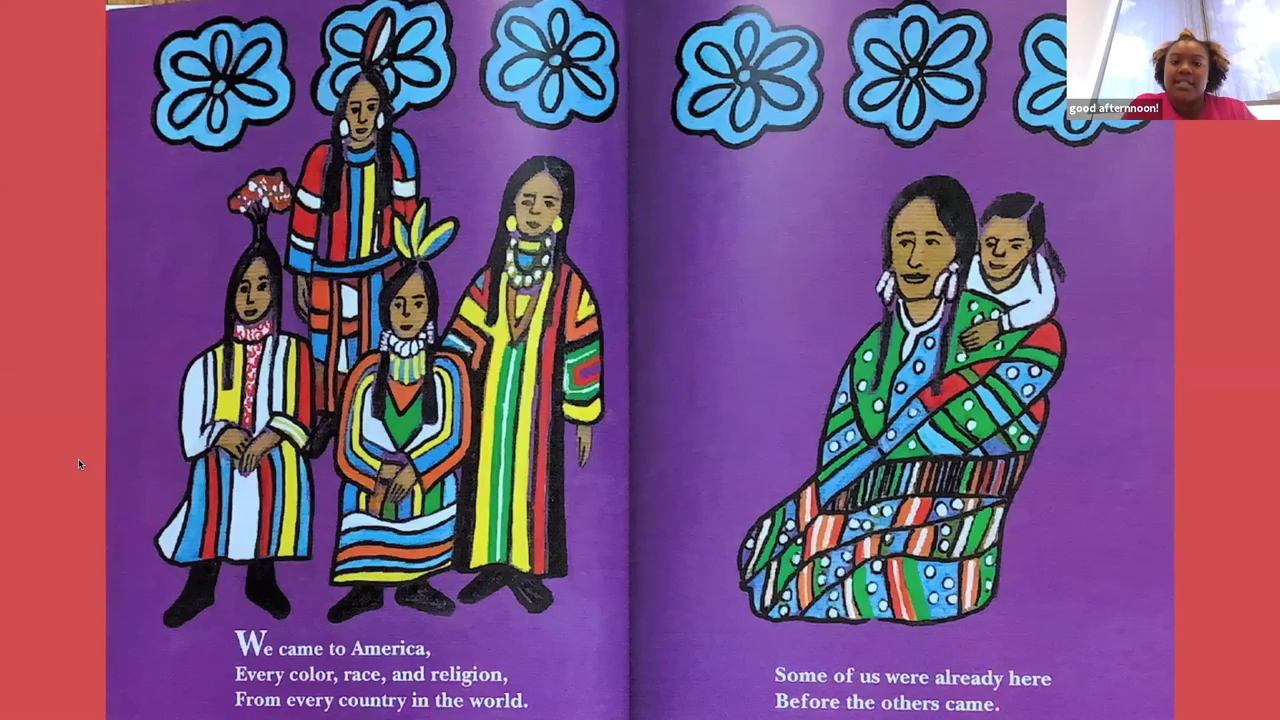 good afternnoon!
We came to America,
Every color, race, and religion,
From every country in the world.
Some of us were already here
Before the others came.